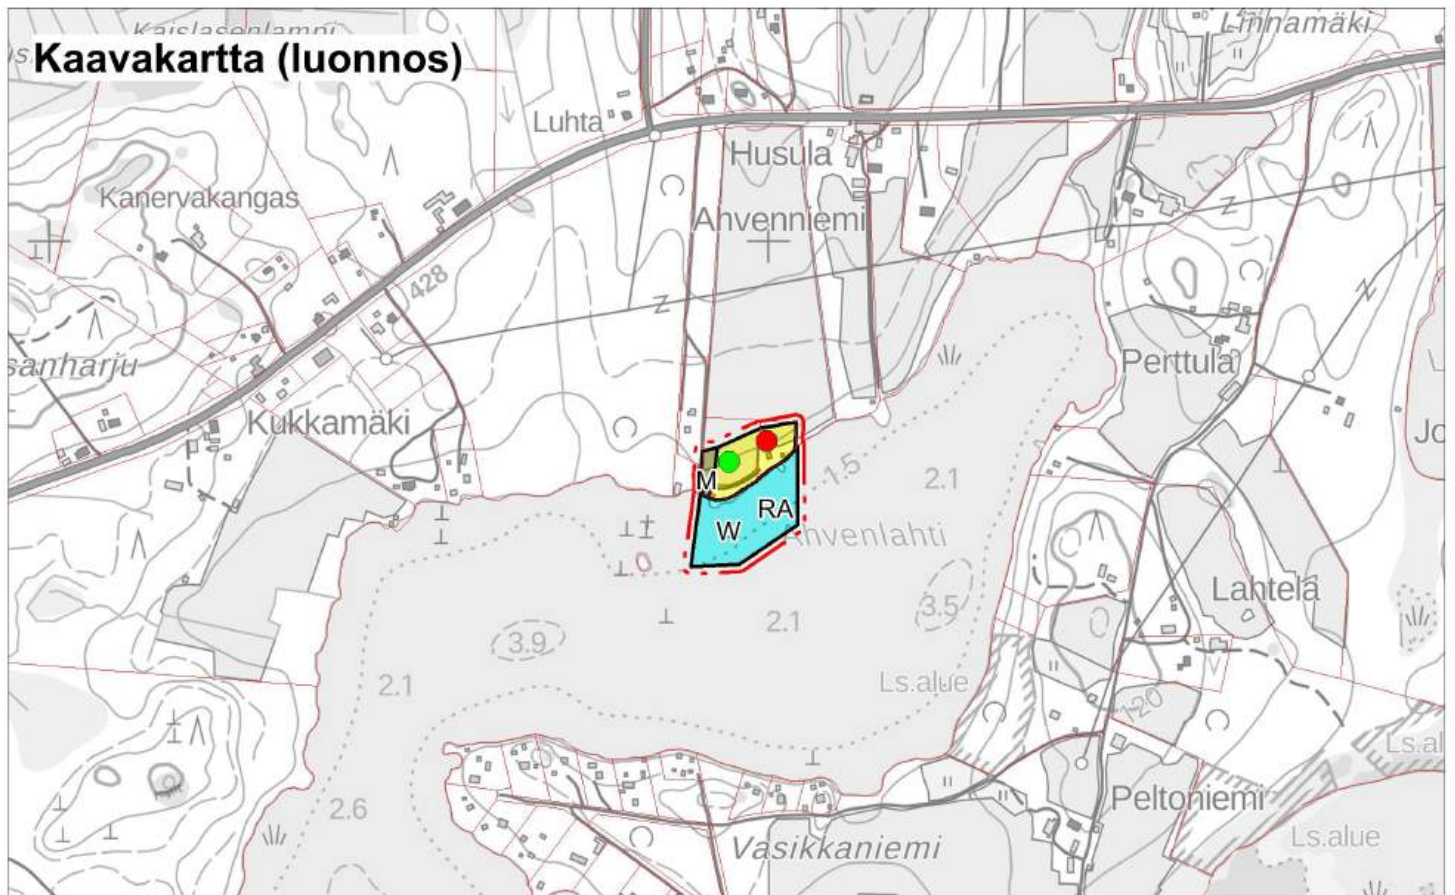 Kaislasenlampi
Linnamäki
Kaavakartta (luonnos)
Luhta
Husula
Kanervakangas
Ahvenniemi
428
sanharju
Perttula
Kukkamäki
Jo
M
1.5
2.1
RA
W
Ahvenlahti
Lahtela
3.5
3.9
2.1
Ls.alue
2.1
120
Ls.al
2.6
Peltoniemi
Ls.alue
Vasikkaniemi